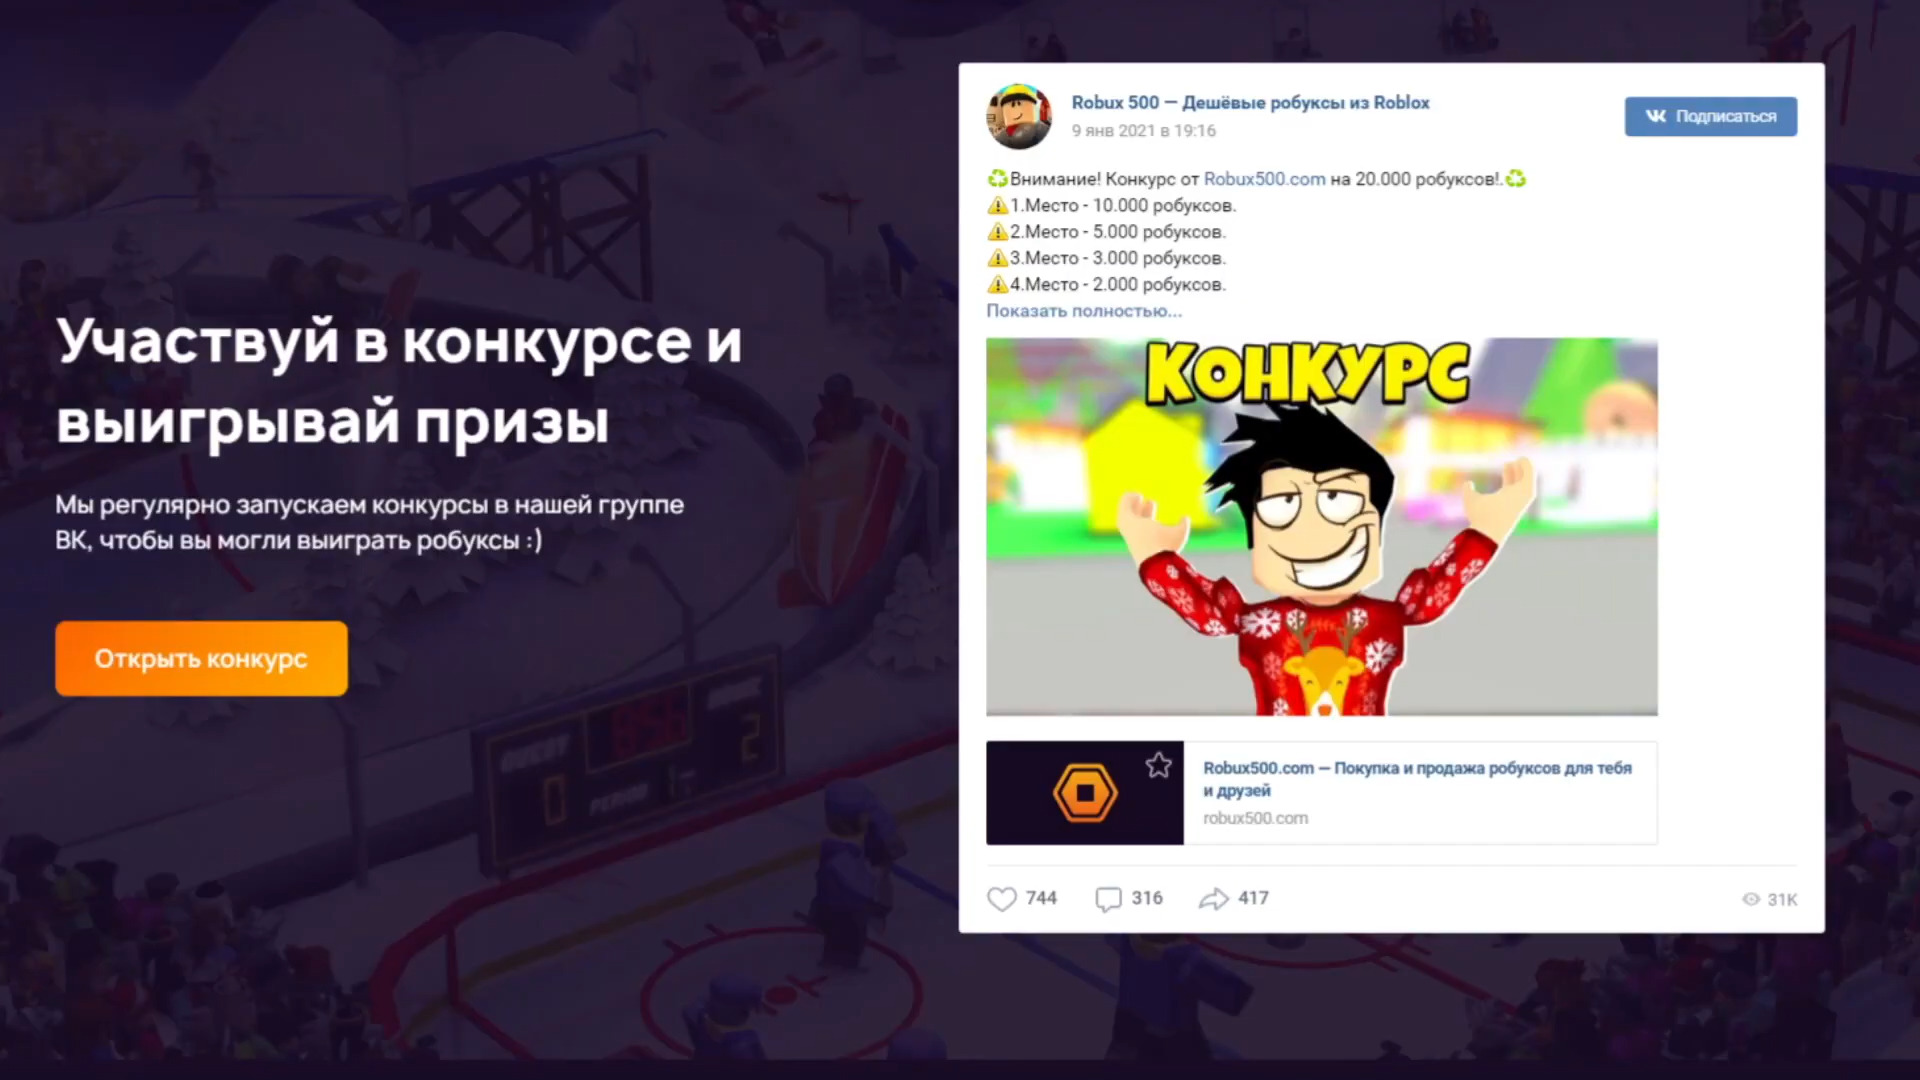 Участвуй в конкурсе и
выигрывай призы
Мы регулярно запускаем конкурсы в нашей группе
ВК, чтобы вы могли выиграть робуксы :)
Открыть конкурс
Robux 500 — Дешёвые робуксы из Roblox
9 янв 2021 в 19:16
Подписаться
Внимание! Конкурс от Robux500.com на 20.000 робуксов!.
1.Место - 10.000 робуксов.
2.Место - 5.000 робуксов.
3.Место - 3.000 робуксов.
4.Место - 2.000 робуксов.
Показать полностью...
КОНКУРС
Robux500.com — Покупка и продажа робуксов для тебя
и друзей
robux500.com
744
316
417
31K
0
2